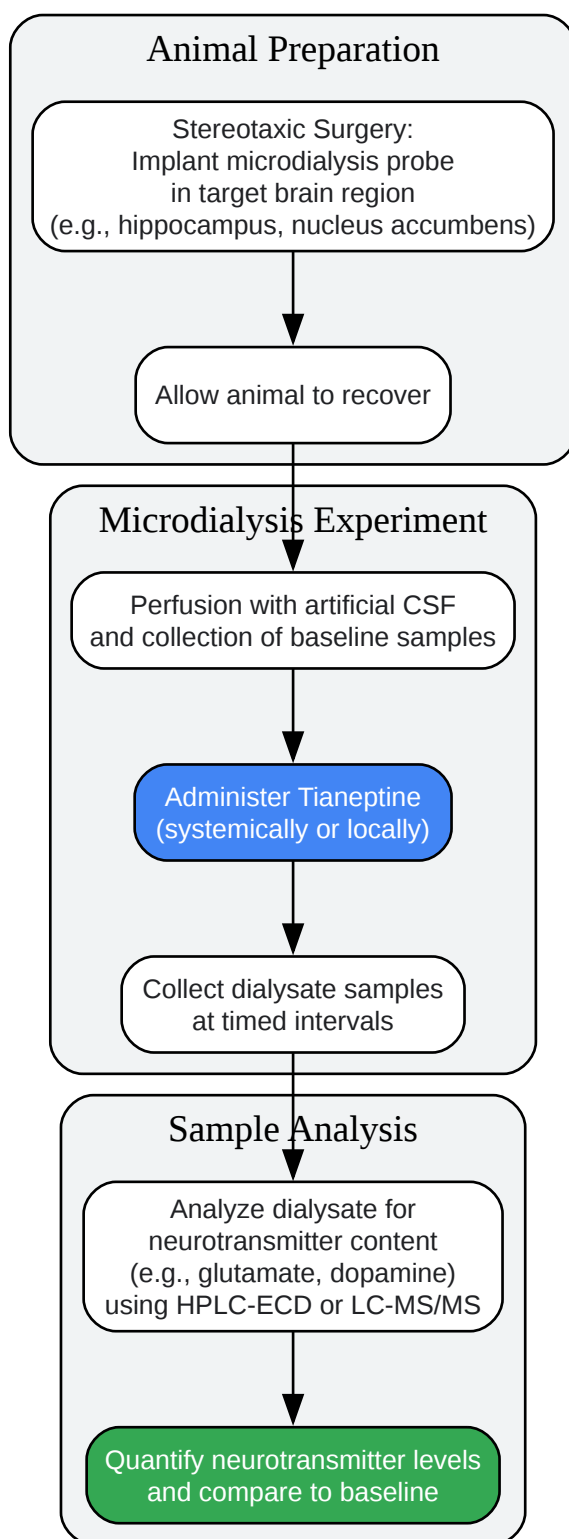 Animal Preparation
Stereotaxic Surgery:
Implant microdialysis probe
in target brain region
(e.g., hippocampus, nucleus accumbens)
Allow animal to recover
Microdialysis Experiment
Perfusion with artificial CSF
and collection of baseline samples
Administer Tianeptine
(systemically or locally)
Collect dialysate samples
at timed intervals
Sample Analysis
Analyze dialysate for
neurotransmitter content
(e.g., glutamate, dopamine)
using HPLC-ECD or LC-MS/MS
Quantify neurotransmitter levels
and compare to baseline